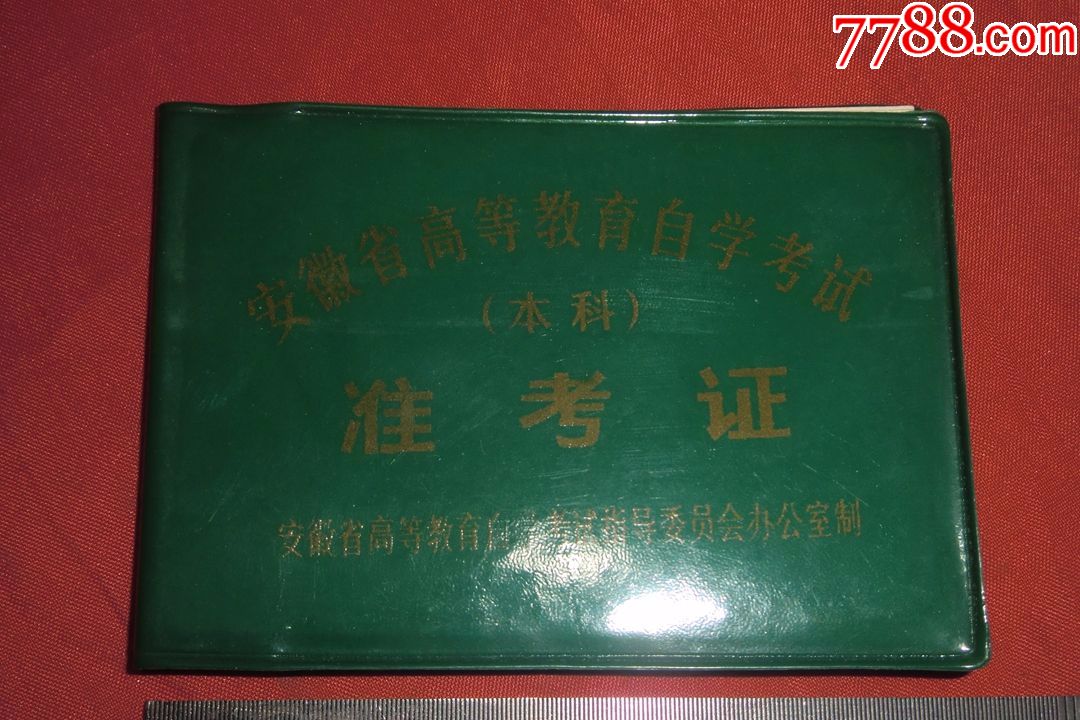 7788.com
安徽省高等教育自学考试
(本科)
准考证
安徽省高等教育自 考试指导委员会办公室制